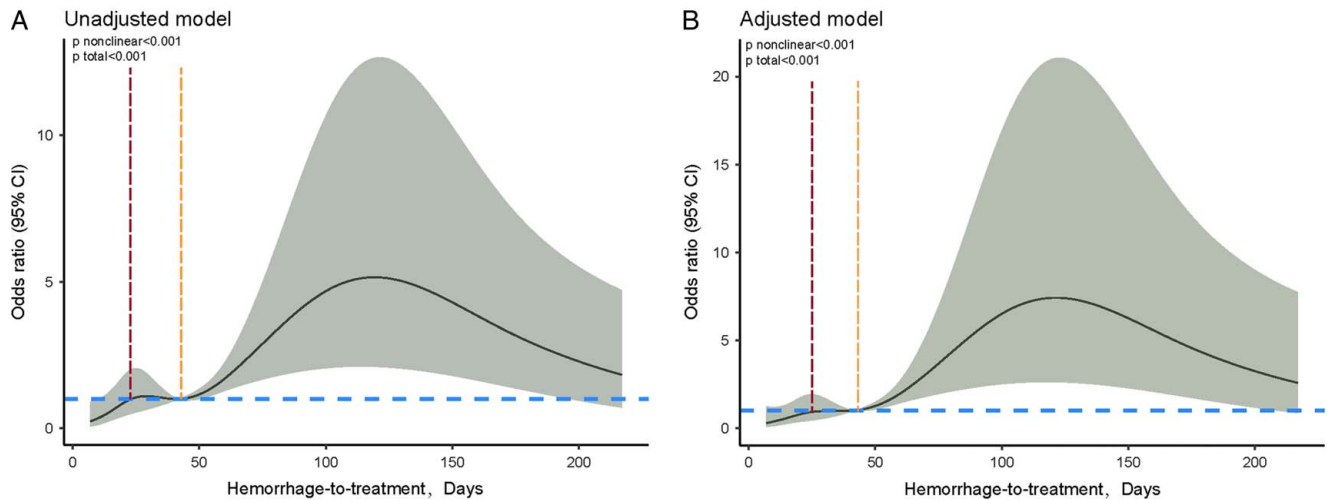 A
Unadjusted model
p nonlinear<0.001
p total<0.001
10
5
0
Odds ratio (95% CI)
0
50
100
150
200
Hemorrhage-to-treatment, Days
B
Adjusted model
p nonlinear<0.001
p total<0.001
20
15
10
5
0
Odds ratio (95% CI)
0
50
100
150
200
Hemorrhage-to-treatment, Days